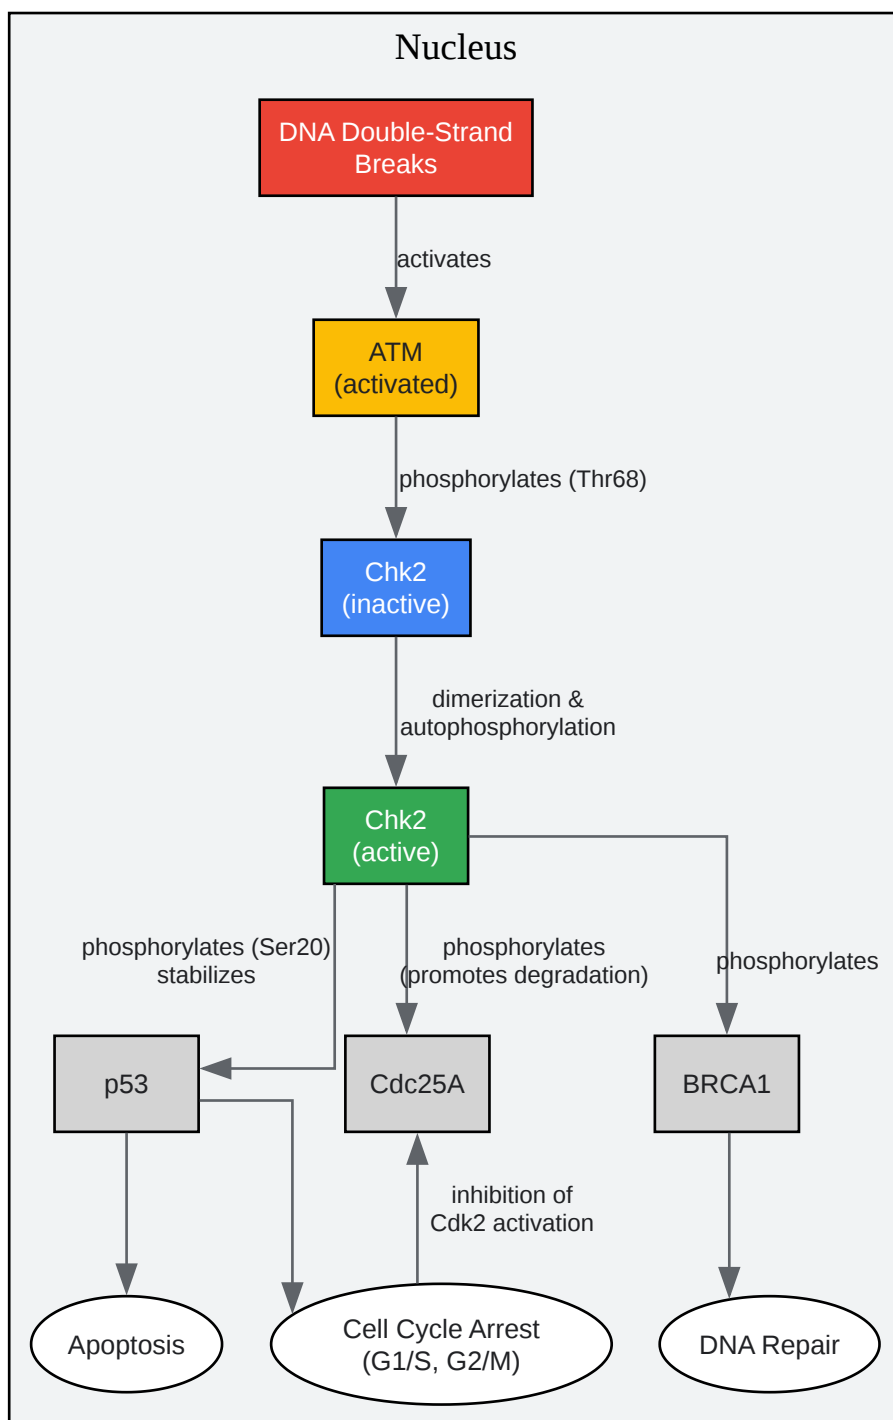 Nucleus
DNA Double-Strand
Breaks
activates
ATM
(activated)
phosphorylates (Thr68)
Chk2
(inactive)
dimerization &
autophosphorylation
Chk2
(active)
phosphorylates (Ser20)
stabilizes
phosphorylates
(promotes degradation)
phosphorylates
p53
Cdc25A
BRCA1
inhibition of
Cdk2 activation
Apoptosis
Cell Cycle Arrest
(G1/S, G2/M)
DNA Repair